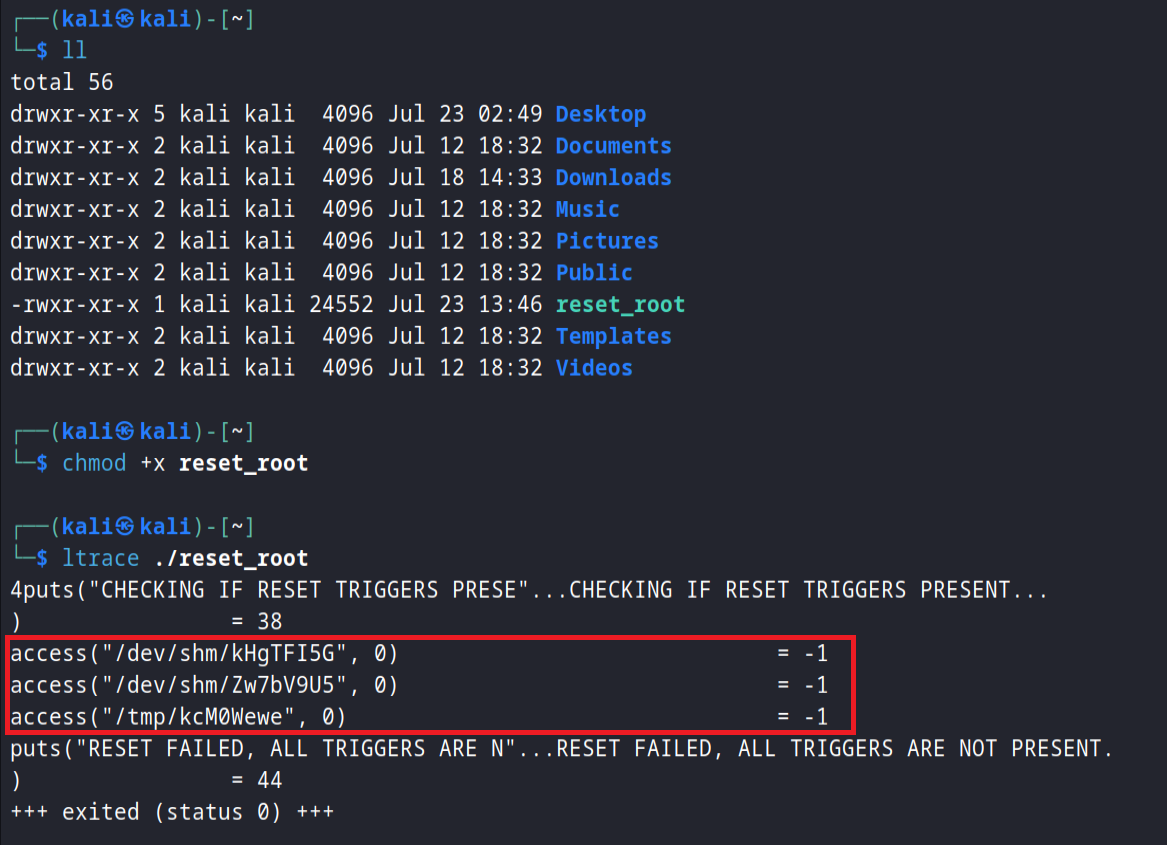 ┌──(kali㉿kali)-[~]
└─$ ll
total 56
drwxr-xr-x 5 kali kali  4096 Jul 23 02:49 Desktop
drwxr-xr-x 2 kali kali  4096 Jul 12 18:32 Documents
drwxr-xr-x 2 kali kali  4096 Jul 18 14:33 Downloads
drwxr-xr-x 2 kali kali  4096 Jul 12 18:32 Music
drwxr-xr-x 2 kali kali  4096 Jul 12 18:32 Pictures
drwxr-xr-x 2 kali kali  4096 Jul 12 18:32 Public
-rwxr-xr-x 1 kali kali 24552 Jul 23 13:46 reset_root
drwxr-xr-x 2 kali kali  4096 Jul 12 18:32 Templates
drwxr-xr-x 2 kali kali  4096 Jul 12 18:32 Videos
┌──(kali㉿kali)-[~]
└─$ chmod +x reset_root
┌──(kali㉿kali)-[~]
└─$ ltrace ./reset_root
4puts("CHECKING IF RESET TRIGGERS PRESE"...CHECKING IF RESET TRIGGERS PRESENT...
)                = 38
access("/dev/shm/kHgTFI5G", 0)                             = -1
access("/dev/shm/Zw7bV9U5", 0)                             = -1
access("/tmp/kcM0Wewe", 0)                                 = -1
puts("RESET FAILED, ALL TRIGGERS ARE N"...RESET FAILED, ALL TRIGGERS ARE NOT PRESENT.
)                = 44
+++ exited (status 0) +++